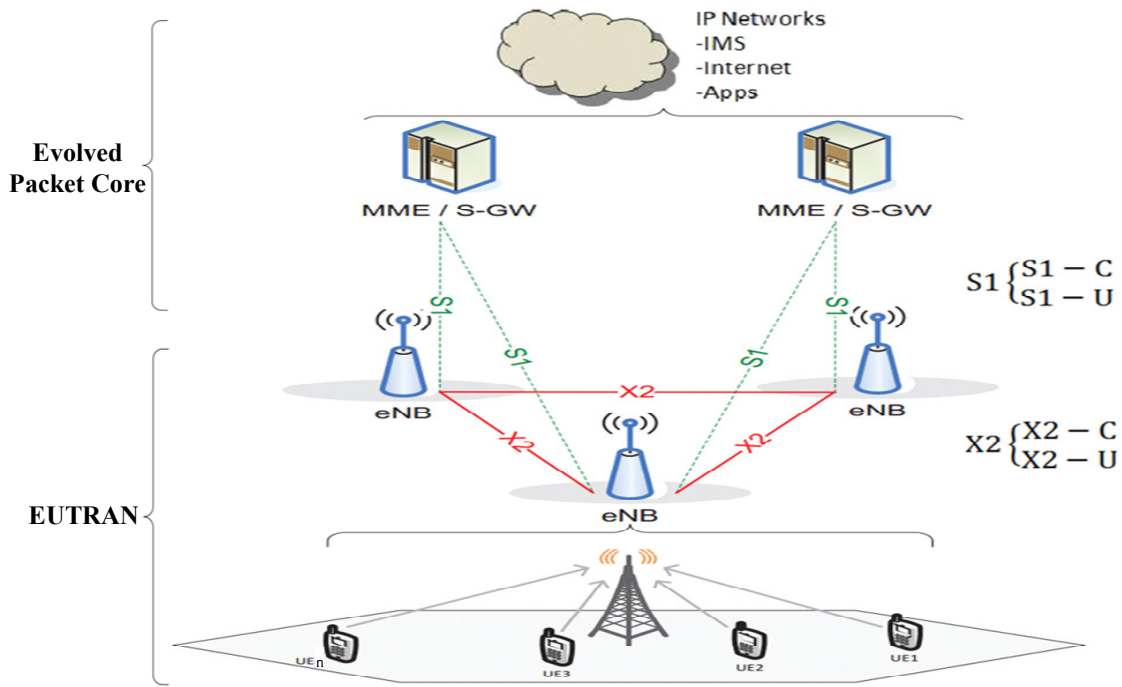 IP Networks
-IMS
-Internet
-Apps
Evolved
Packet Core
MME / S-GW
MME / S-GW
S1 { S1 – C
S1 – U
S1
S1
S1
S1
eNB
X2
eNB
X2
X2
X2 { X2 – C
X2 – U
EUTRAN
eNB
UEn
UE3
UE2
UE1